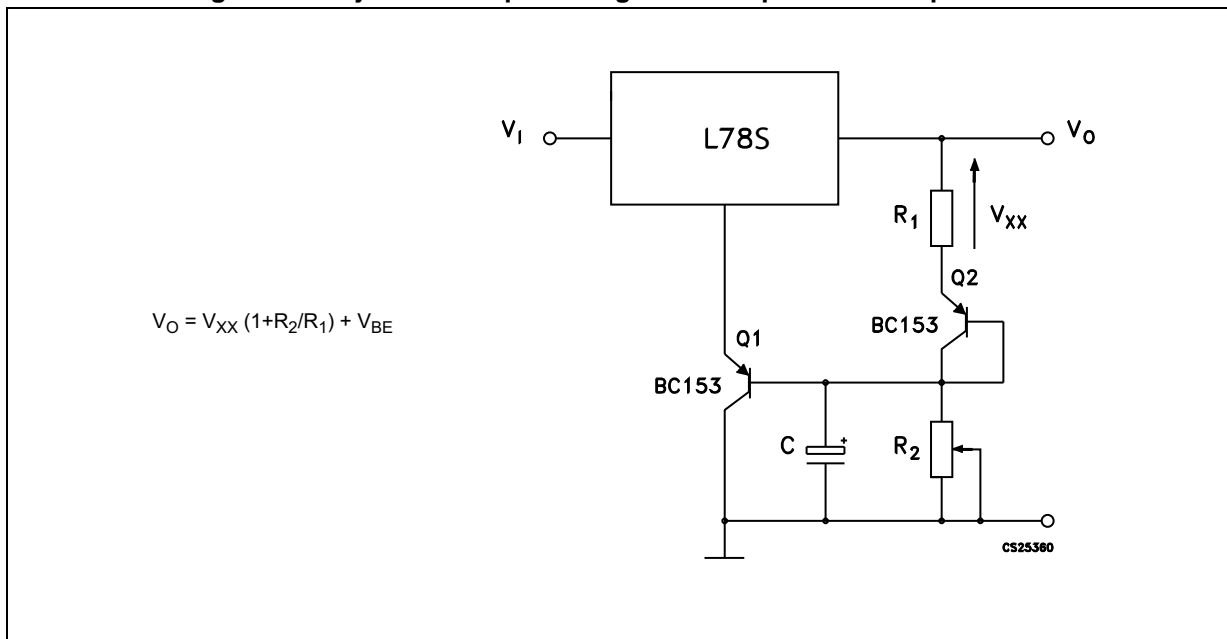 V_I
L78S
V_O
R_1
V_XX
Q2
BC153
V_O = V_XX (1+R_2/R_1) + V_BE
Q1
BC153
C
+
R_2
CS25360